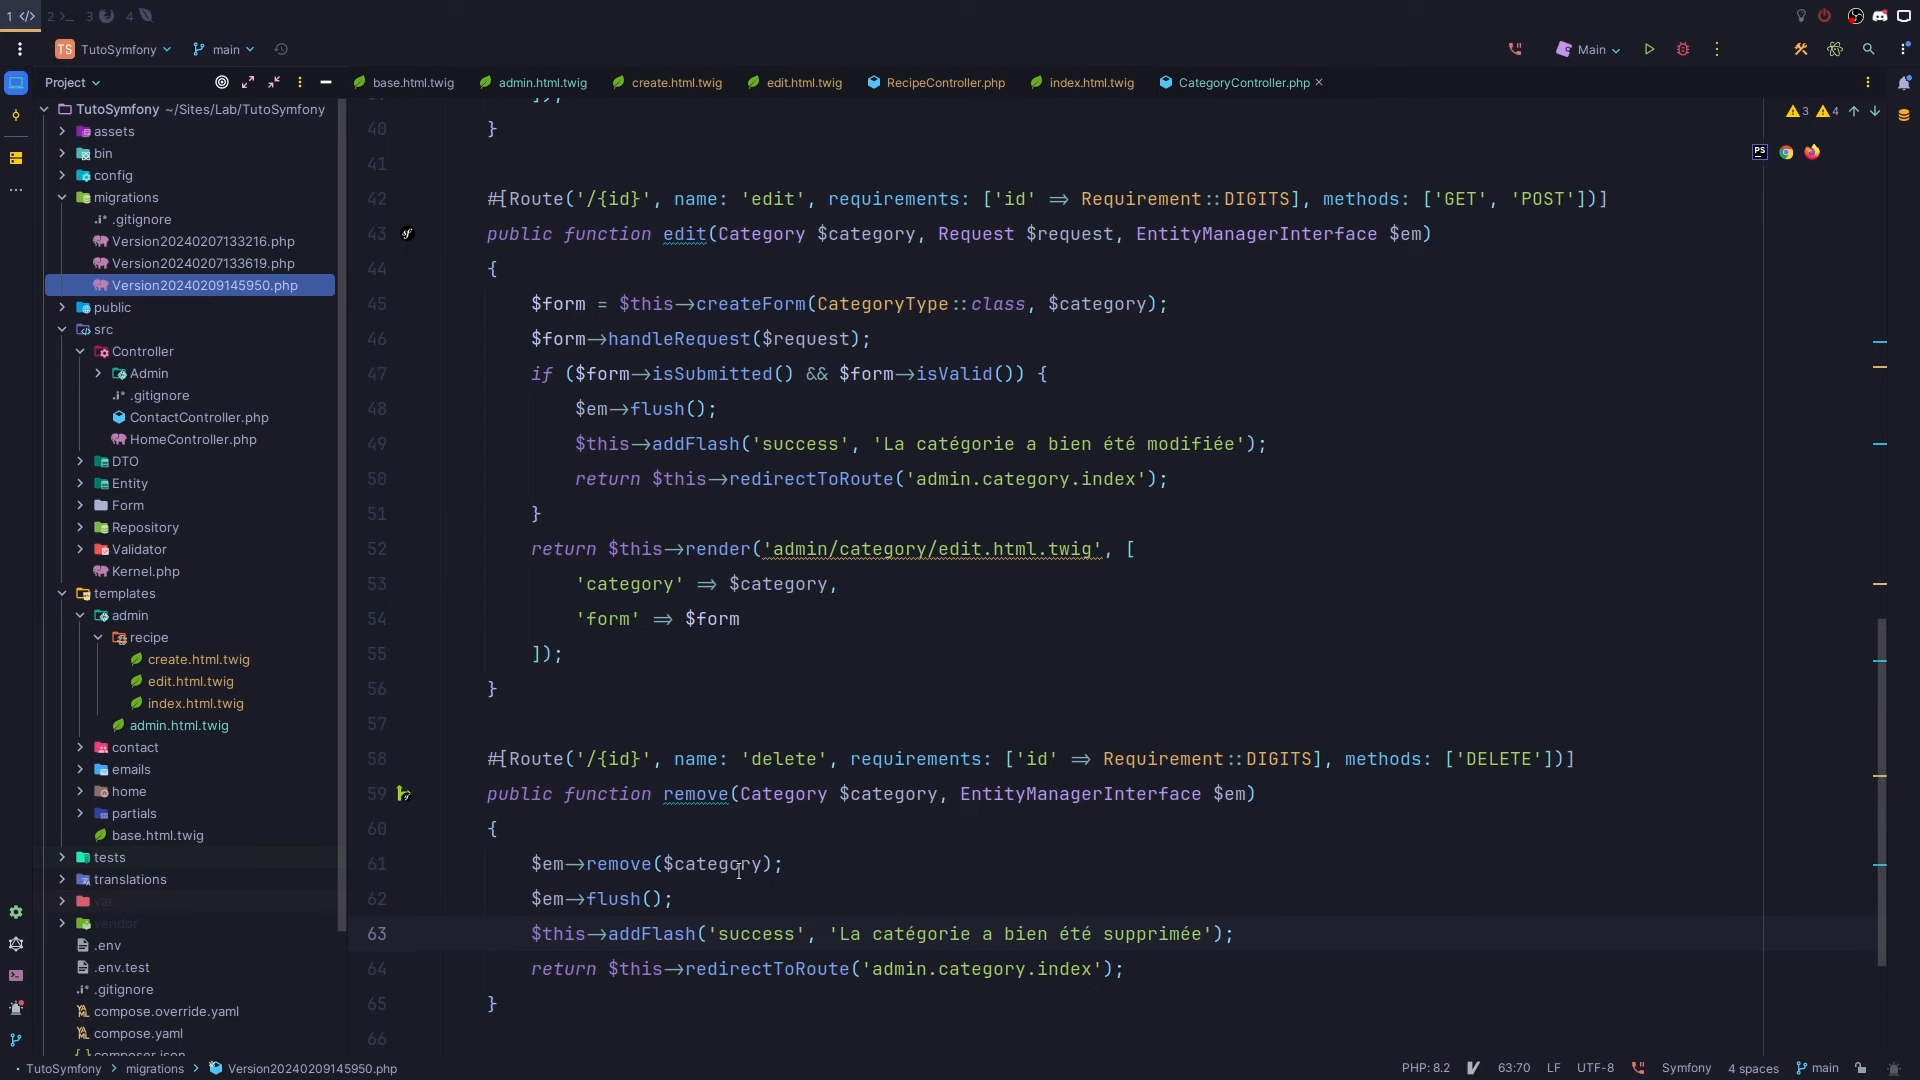 1 </> 2 >_ 3 4
TS TutoSymfony main Main
Project
base.html.twig admin.html.twig create.html.twig edit.html.twig RecipeController.php index.html.twig CategoryController.php ×
TutoSymfony ~/Sites/Lab/TutoSymfony
assets
bin
config
migrations
.gitignore
Version20240207133216.php
Version20240207133619.php
Version20240209145950.php
public
src
Controller
Admin
.gitignore
ContactController.php
HomeController.php
DTO
Entity
Form
Repository
Validator
Kernel.php
templates
admin
recipe
create.html.twig
edit.html.twig
index.html.twig
admin.html.twig
contact
emails
home
partials
base.html.twig
tests
translations
var
vendor
.env
.env.test
.gitignore
compose.override.yaml
compose.yaml
composer.json
3 4
PS
40 }
41
42 #[Route('/{id}', name: 'edit', requirements: ['id' => Requirement::DIGITS], methods: ['GET', 'POST'])]
43 public function edit(Category $category, Request $request, EntityManagerInterface $em)
44 {
45 $form = $this->createForm(CategoryType::class, $category);
46 $form->handleRequest($request);
47 if ($form->isSubmitted() && $form->isValid()) {
48 $em->flush();
49 $this->addFlash('success', 'La catégorie a bien été modifiée');
50 return $this->redirectToRoute('admin.category.index');
51 }
52 return $this->render('admin/category/edit.html.twig', [
53 'category' => $category,
54 'form' => $form
55 ]);
56 }
57
58 #[Route('/{id}', name: 'delete', requirements: ['id' => Requirement::DIGITS], methods: ['DELETE'])]
59 public function remove(Category $category, EntityManagerInterface $em)
60 {
61 $em->remove($category);
62 $em->flush();
63 $this->addFlash('success', 'La catégorie a bien été supprimée');
64 return $this->redirectToRoute('admin.category.index');
65 }
66
TutoSymfony > migrations > Version20240209145950.php PHP: 8.2 63:70 LF UTF-8 Symfony 4 spaces main